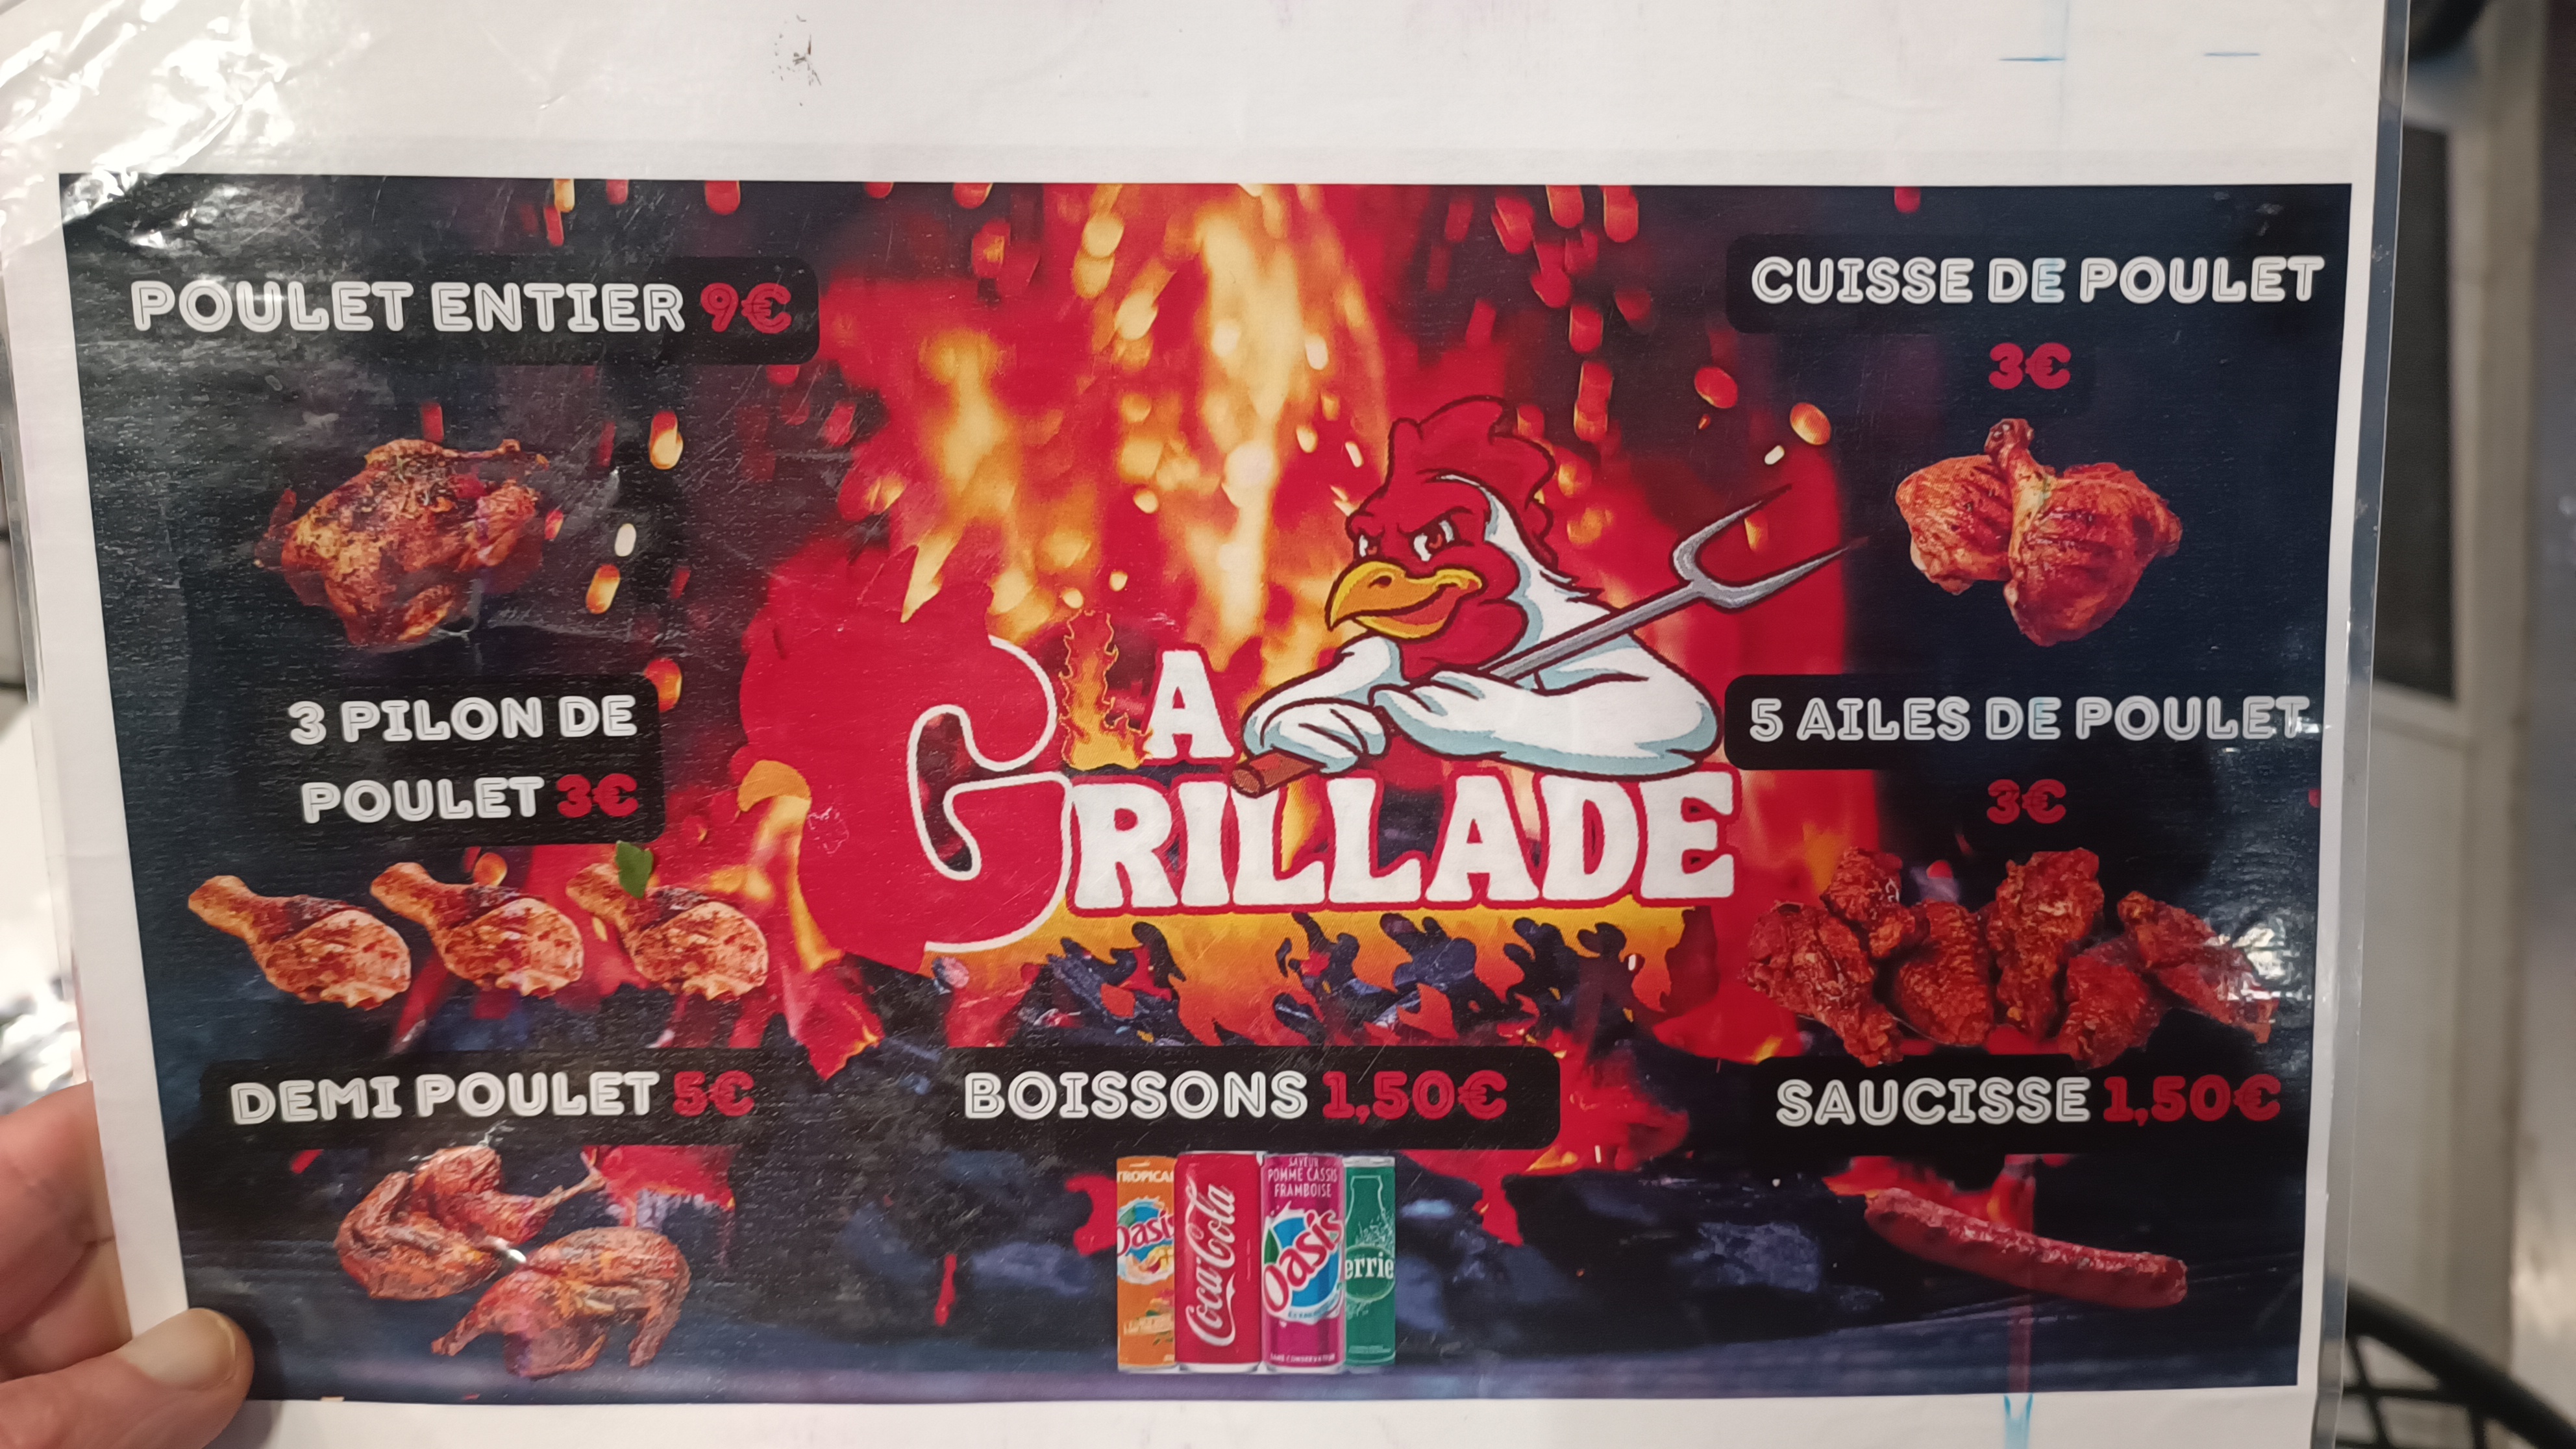 POULET ENTIER 9€
CUISSE DE POULET
3€
3 PILON DE
POULET 3€
LA
GRILLADE
5 AILES DE POULET
3€
DEMI POULET 5€
BOISSONS 1,50€
SAUCISSE 1,50€
TROPICAL
Oasis
Coca-Cola
SAVEUR
POMME CASSIS
FRAMBOISE
Oasis
errie